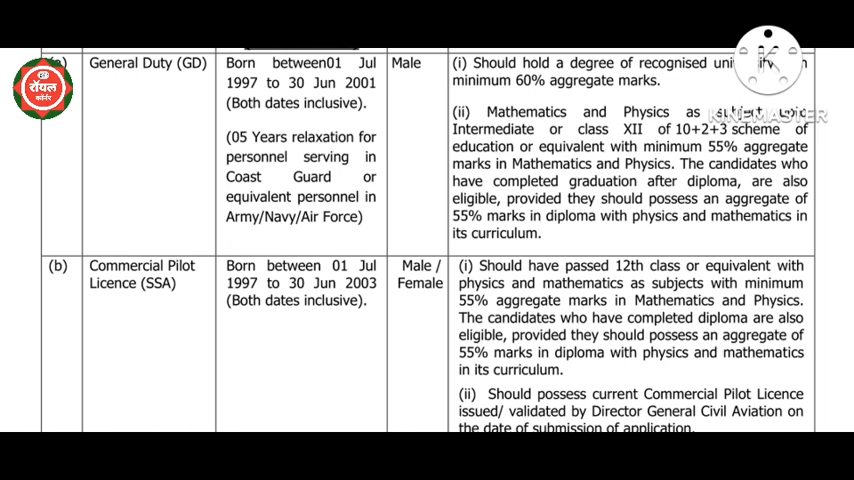 रॉयल
कॉर्नर
KINEMASTER
General Duty (GD)
Born between01 Jul
1997 to 30 Jun 2001
(Both dates inclusive).
(05 Years relaxation for
personnel serving in
Coast Guard or
equivalent personnel in
Army/Navy/Air Force)
Male
(i) Should hold a degree of recognised
minimum 60% aggregate marks.
(ii) Mathematics and Physics as subject upto
Intermediate or class XII of 10+2+3 scheme of
education or equivalent with minimum 55% aggregate
marks in Mathematics and Physics. The candidates who
have completed graduation after diploma, are also
eligible, provided they should possess an aggregate of
55% marks in diploma with physics and mathematics in
its curriculum.
(b)
Commercial Pilot
Licence (SSA)
Born between 01 Jul
1997 to 30 Jun 2003
(Both dates inclusive).
Male /
Female
(i) Should have passed 12th class or equivalent with
physics and mathematics as subjects with minimum
55% aggregate marks in Mathematics and Physics.
The candidates who have completed diploma are also
eligible, provided they should possess an aggregate of
55% marks in diploma with physics and mathematics
in its curriculum.
(ii) Should possess current Commercial Pilot Licence
issued/ validated by Director General Civil Aviation on
the date of submission of application.